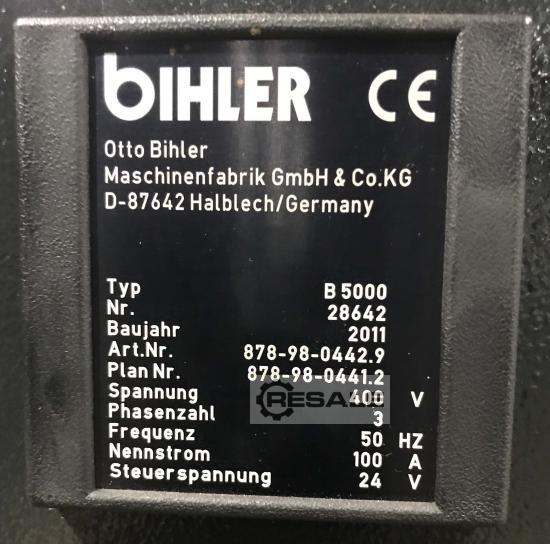 BIHLER CE
Otto Bihler
Maschinenfabrik GmbH & Co.KG
D-87642 Halblech/Germany
Typ B 5000
Nr. 28642
Baujahr 2011
Art.Nr. 878-98-0442.9
Plan Nr. 878-98-0441.2
Spannung 400 V
Phasenzahl 3
Frequenz 50 HZ
Nennstrom 100 A
Steuerspannung 24 V